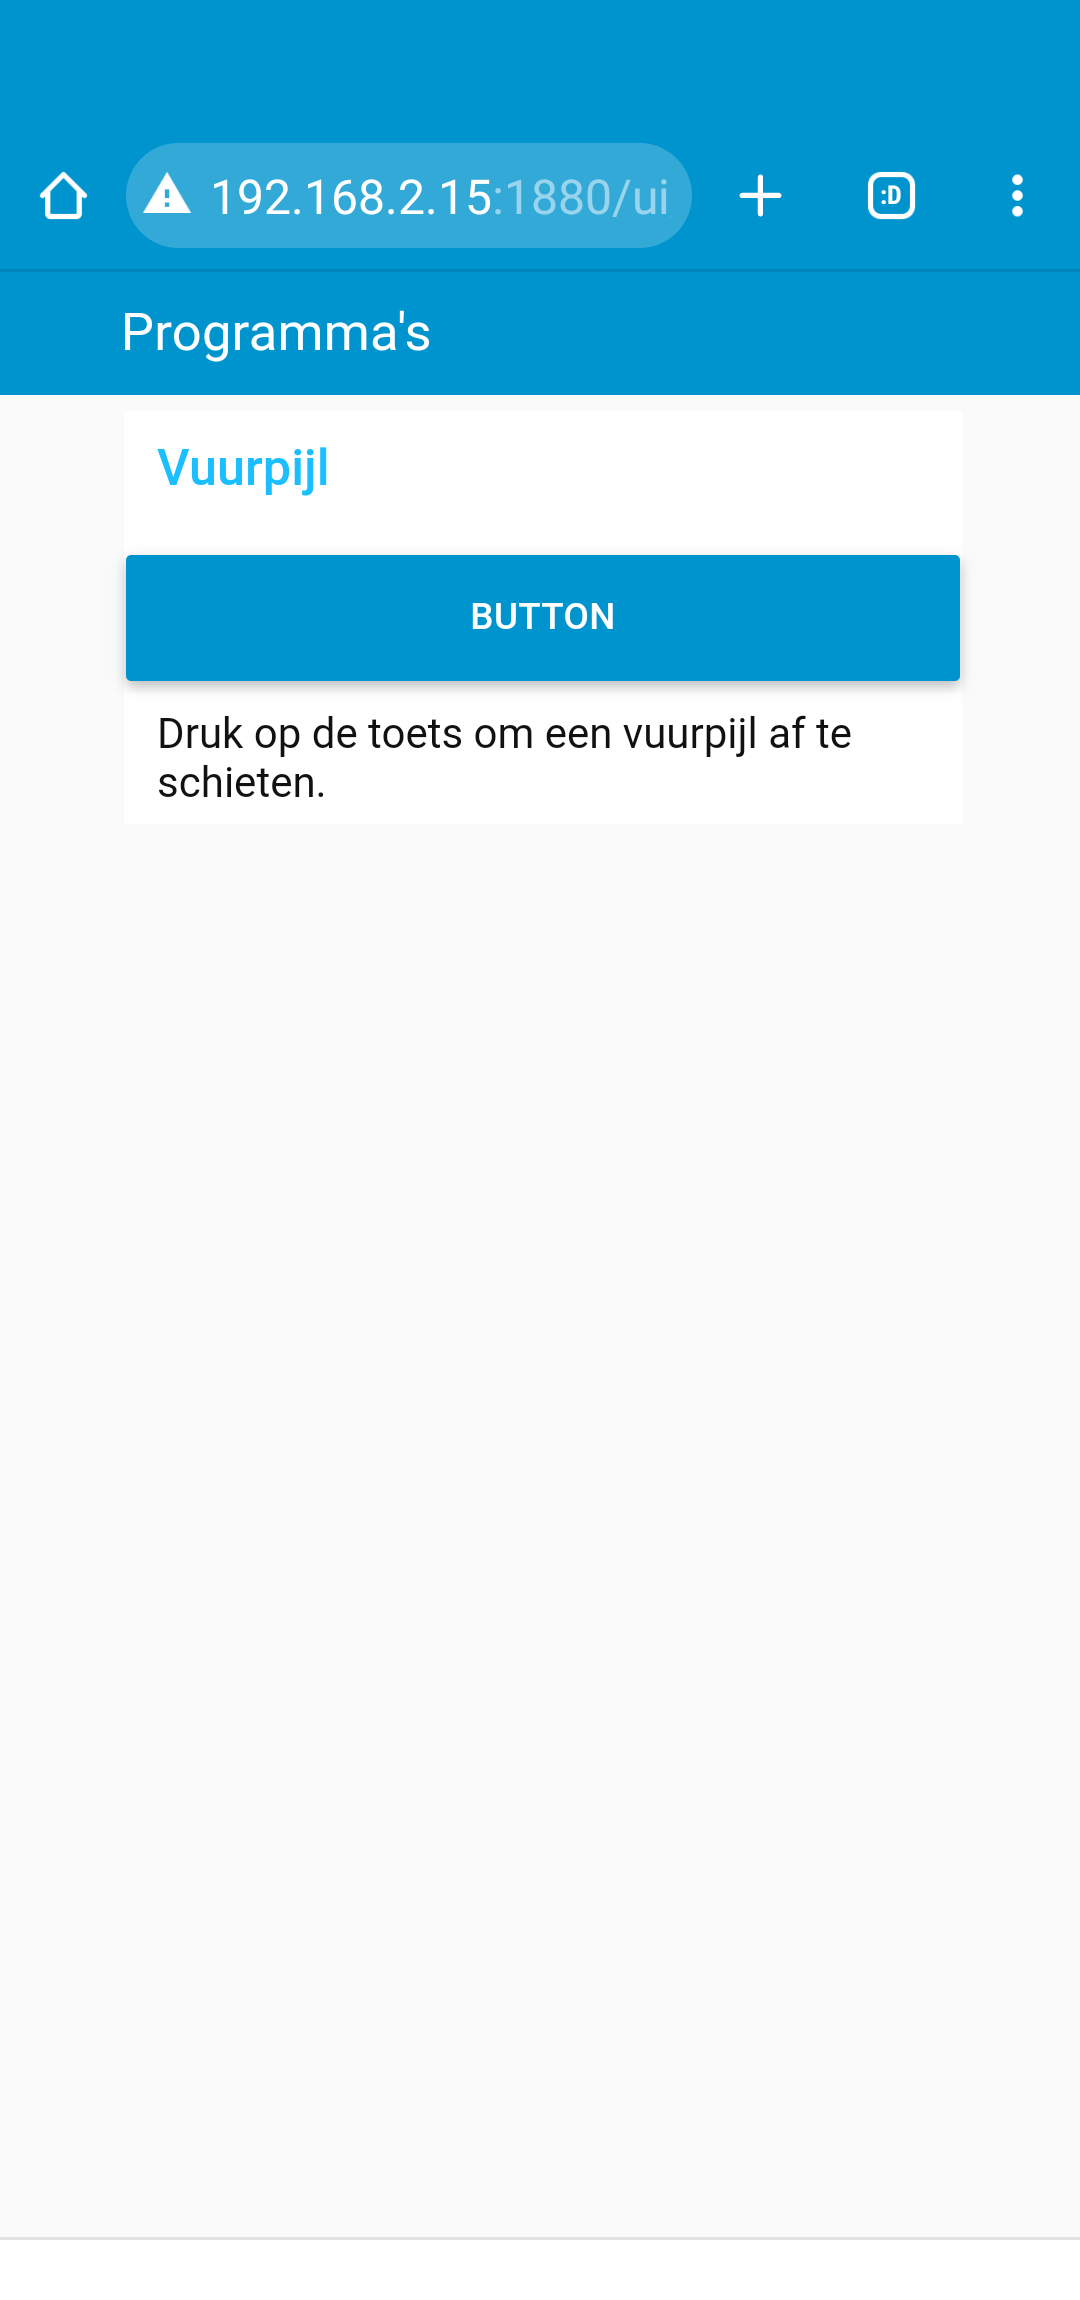 192.168.2.15:1880/ui
:D
Programma's
Vuurpijl
BUTTON
Druk op de toets om een vuurpijl af te
schieten.